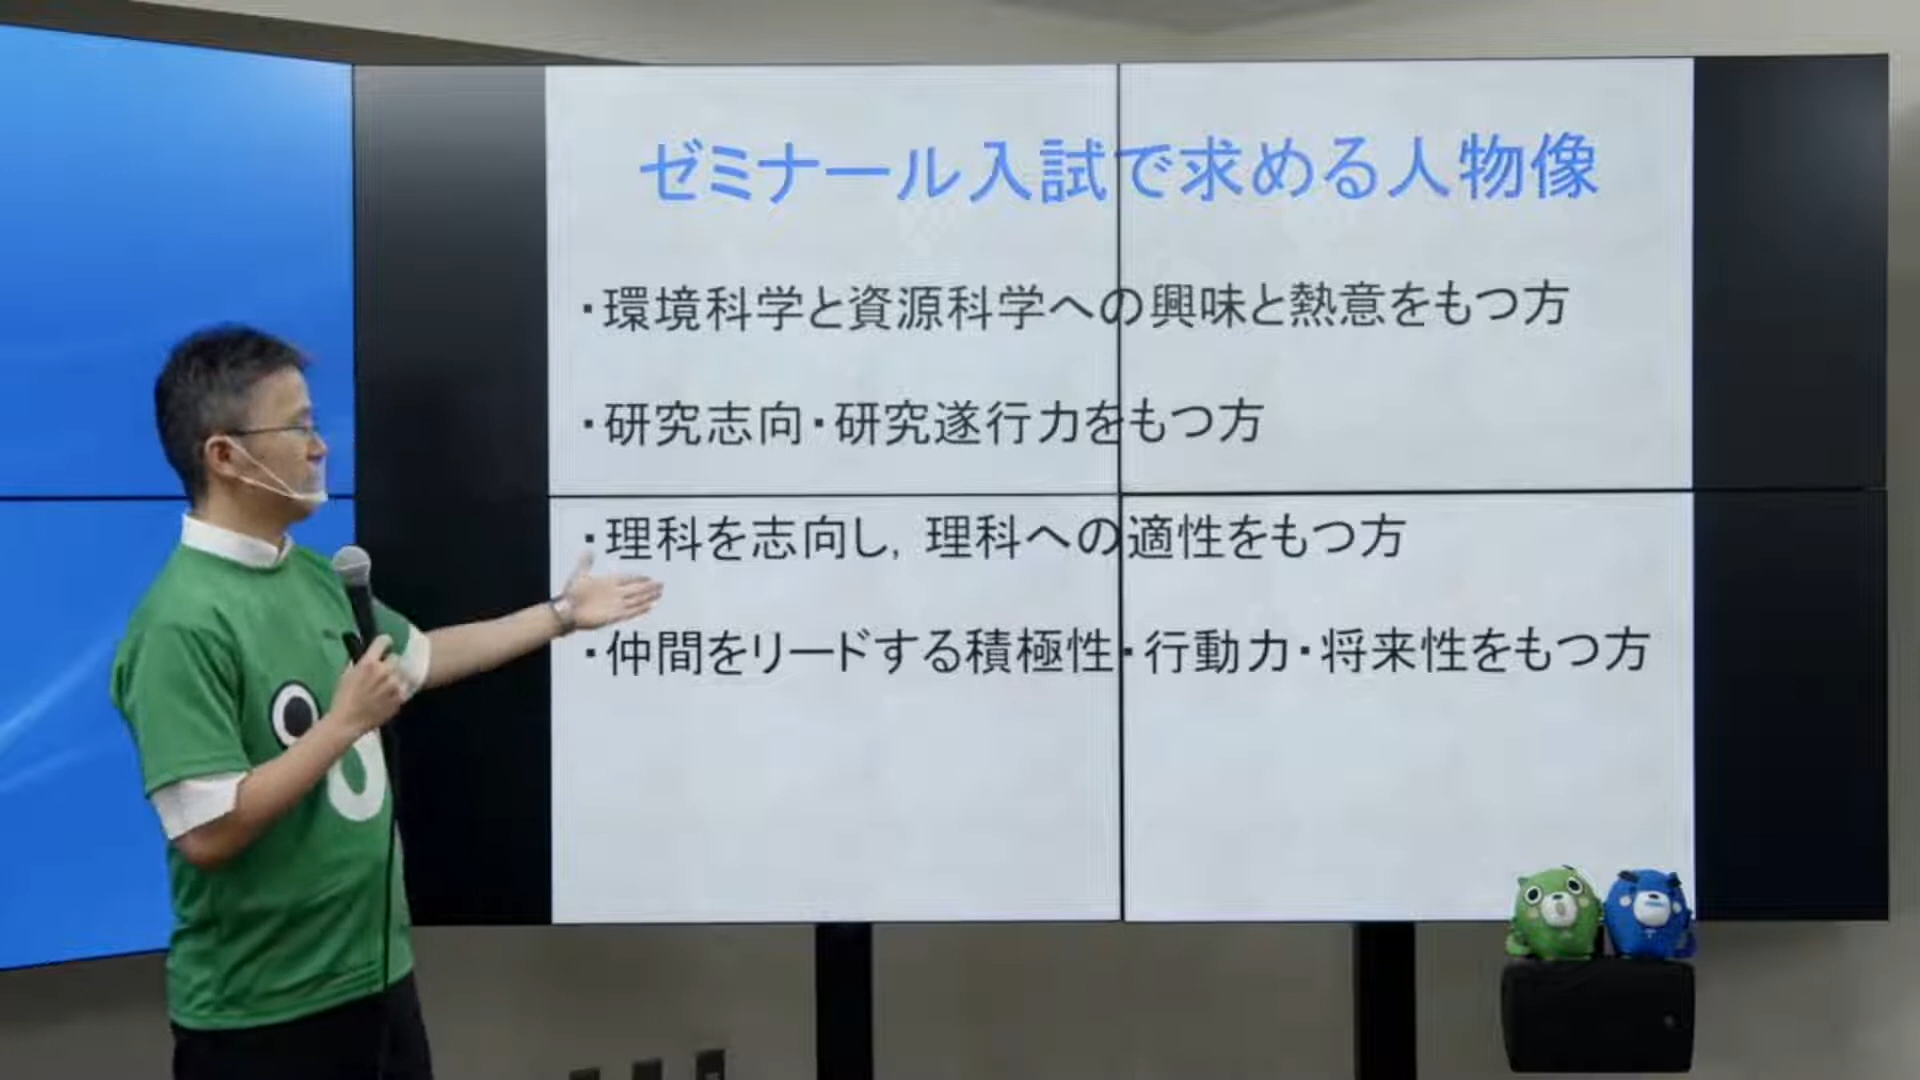 ゼミナール入試で求める人物像
・環境科学と資源科学への興味と熱意をもつ方
・研究志向・研究遂行力をもつ方
・理科を志向し，理科への適性をもつ方
・仲間をリードする積極性・行動力・将来性をもつ方